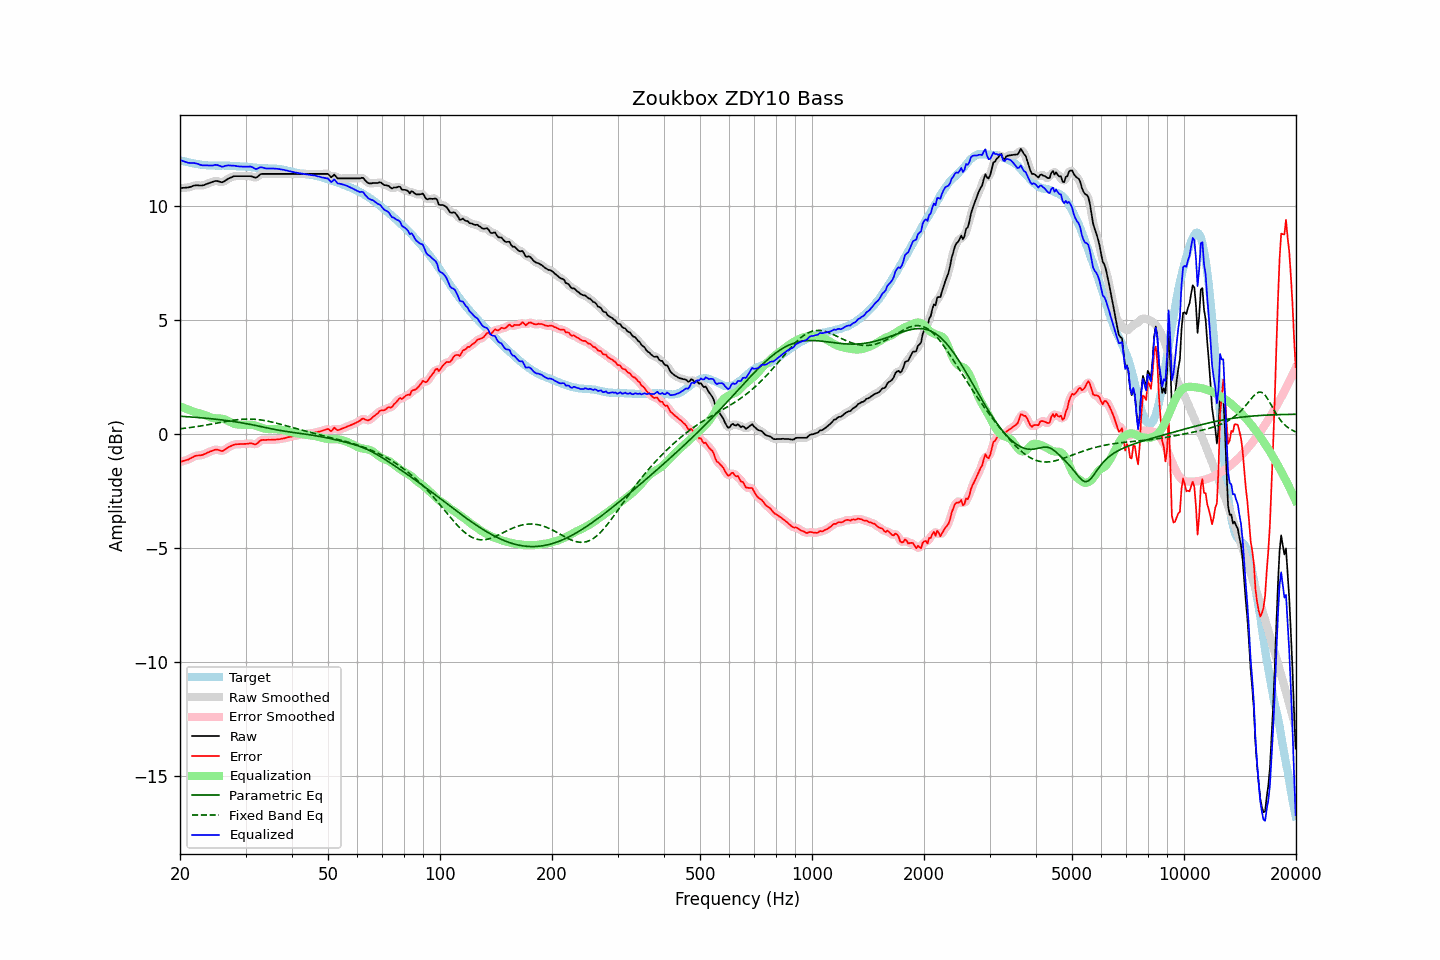 Zoukbox ZDY10 Bass
Amplitude (dBr)
10
5
0
−5
−10
−15
Target
Raw Smoothed
Error Smoothed
Raw
Error
Equalization
Parametric Eq
Fixed Band Eq
Equalized
20 50 100 200 500 1000 2000 5000 10000 20000
Frequency (Hz)